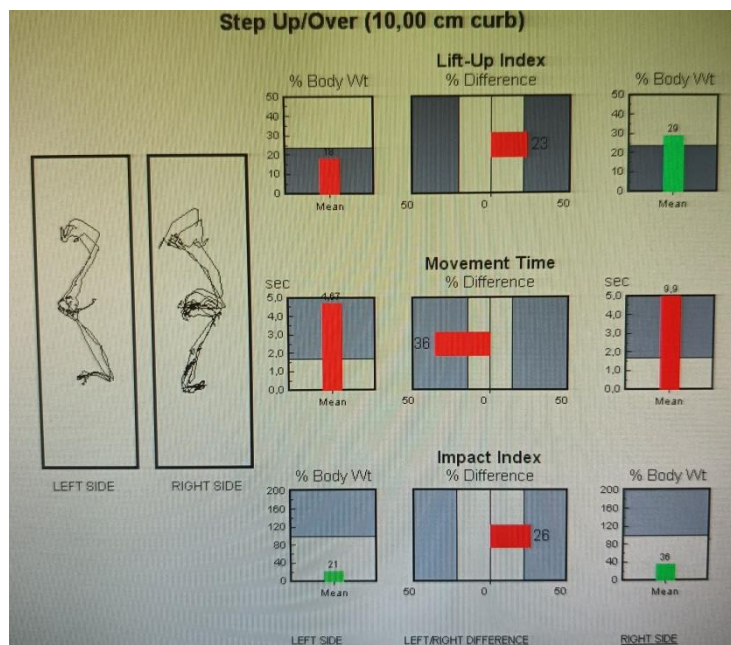 Step Up/Over (10,00 cm curb)
Lift-Up Index
% Body Wt
% Difference
% Body Wt
50
40
30
20
10
0
18
Mean
23
50
0
50
50
40
30
20
10
0
29
Mean
Movement Time
sec
% Difference
sec
5,0
4,0
3,0
2,0
1,0
0,0
4,67
Mean
36
50
0
50
5,0
4,0
3,0
2,0
1,0
0,0
9,9
Mean
Impact Index
% Body Wt
% Difference
% Body Wt
200
160
120
80
40
0
21
Mean
26
50
0
50
200
160
120
80
40
0
36
Mean
LEFT SIDE
RIGHT SIDE
LEFT SIDE
LEFT/RIGHT DIFFERENCE
RIGHT SIDE